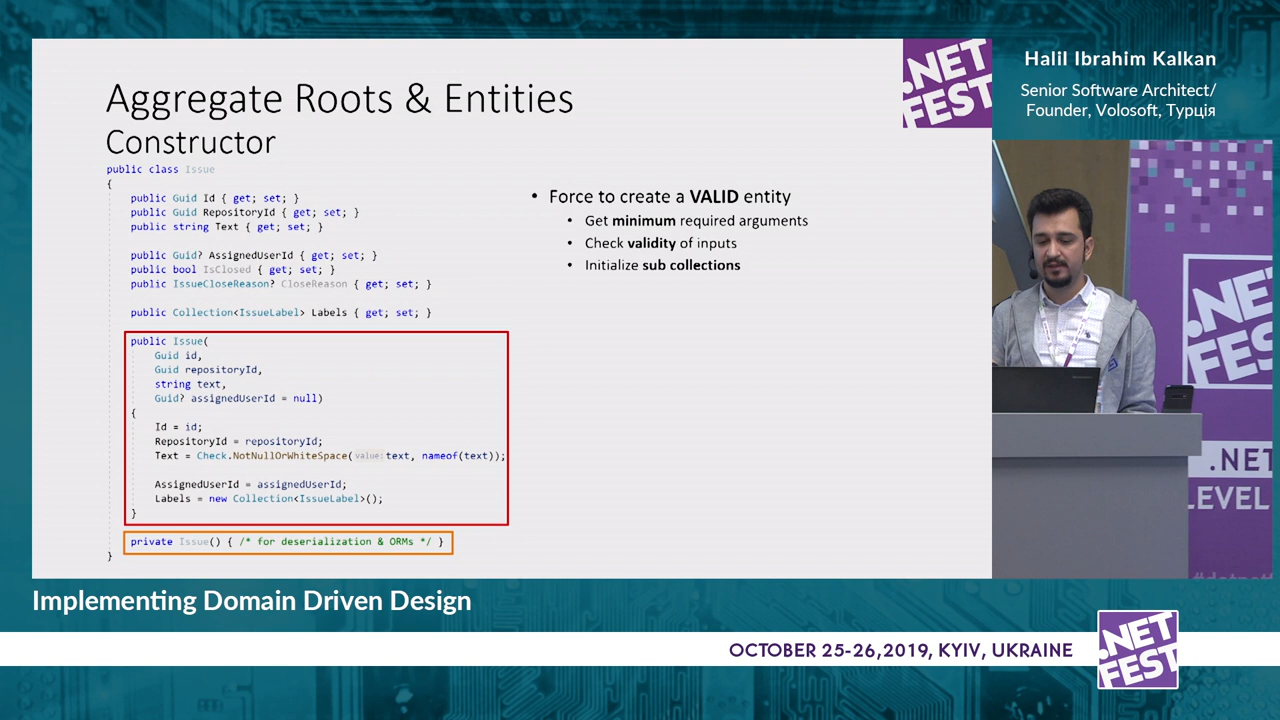 .NET
FEST
Halil Ibrahim Kalkan
Senior Software Architect/
Founder, Volosoft, Турція
Aggregate Roots & Entities
Constructor
public class Issue
{
public Guid Id { get; set; }
public Guid RepositoryId { get; set; }
public string Text { get; set; }
public Guid? AssignedUserId { get; set; }
public bool IsClosed { get; set; }
public IssueCloseReason? CloseReason { get; set; }
public Collection<IssueLabel> Labels { get; set; }
public Issue(
Guid id,
Guid repositoryId,
string text,
Guid? assignedUserId = null)
{
Id = id;
RepositoryId = repositoryId;
Text = Check.NotNullOrWhiteSpace(value: text, nameof(text));
AssignedUserId = assignedUserId;
Labels = new Collection<IssueLabel>();
}
private Issue() { /* for deserialization & ORMs */ }
}
• Force to create a VALID entity
• Get minimum required arguments
• Check validity of inputs
• Initialize sub collections
.NE
FES
.NET
LEVEL
Implementing Domain Driven Design
OCTOBER 25-26,2019, KYIV, UKRAINE
.NET
FEST